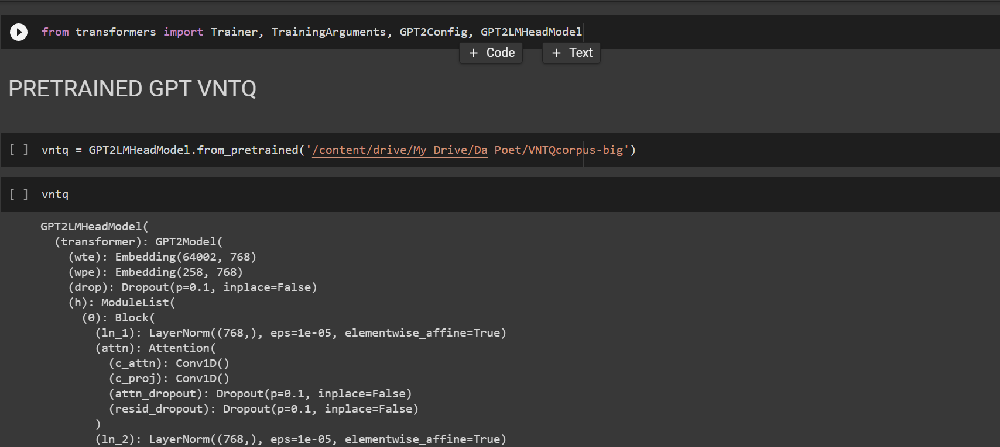 from transformers import Trainer, TrainingArguments, GPT2Config, GPT2LMHeadModel
+ Code + Text
PRETRAINED GPT VNTQ
[ ] vntq = GPT2LMHeadModel.from_pretrained('/content/drive/My Drive/Da Poet/VNTQcorpus-big')
[ ] vntq
GPT2LMHeadModel(
(transformer): GPT2Model(
(wte): Embedding(64002, 768)
(wpe): Embedding(258, 768)
(drop): Dropout(p=0.1, inplace=False)
(h): ModuleList(
(0): Block(
(ln_1): LayerNorm((768,), eps=1e-05, elementwise_affine=True)
(attn): Attention(
(c_attn): Conv1D()
(c_proj): Conv1D()
(attn_dropout): Dropout(p=0.1, inplace=False)
(resid_dropout): Dropout(p=0.1, inplace=False)
)
(ln_2): LayerNorm((768,), eps=1e-05, elementwise_affine=True)